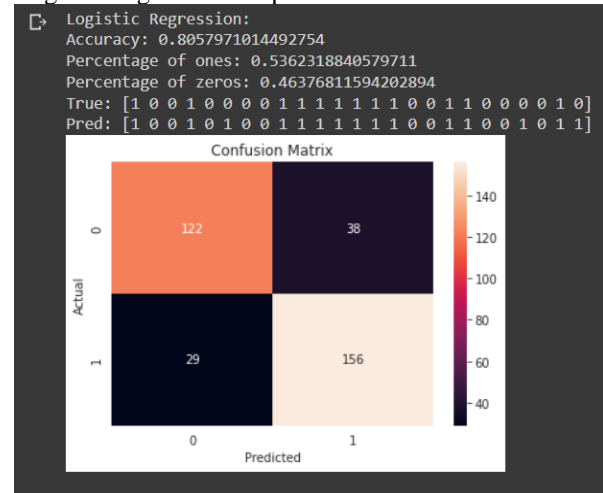 Logistic Regression:
Accuracy: 0.8057971014492754
Percentage of ones: 0.5362318840579711
Percentage of zeros: 0.46376811594202894
True: [1 0 0 1 0 0 0 0 1 1 1 1 1 1 1 0 0 1 1 0 0 0 0 1 0]
Pred: [1 0 0 1 0 1 0 0 1 1 1 1 1 1 1 0 0 1 1 0 0 1 0 1 1]
Confusion Matrix
122 38
29 156
0
1
Actual
0 1
Predicted
140
120
100
80
60
40